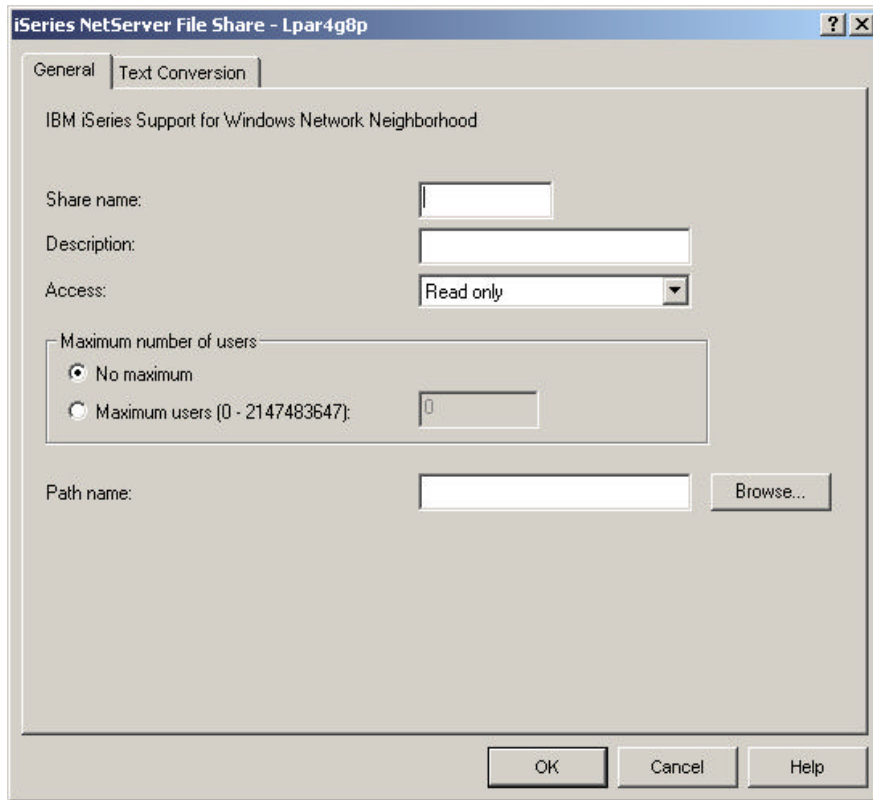 iSeries NetServer File Share - Lpar4g8p
General
Text Conversion
IBM iSeries Support for Windows Network Neighborhood
Share name:
Description:
Access:
Read only
Maximum number of users
No maximum
Maximum users (0 - 2147483647):
0
Path name:
Browse...
OK
Cancel
Help